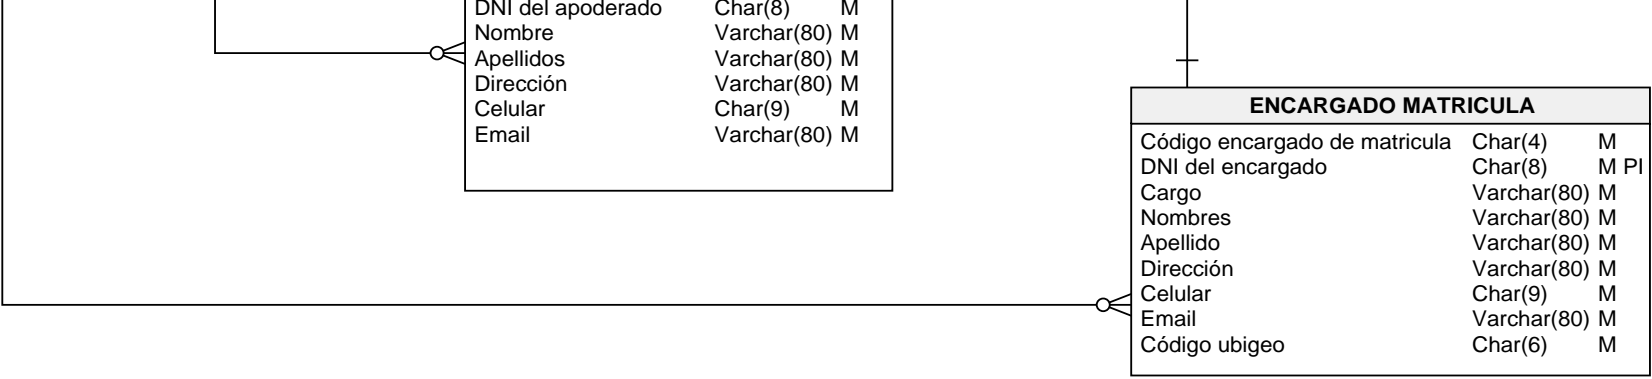 DNI del apoderado Char(8) M
Nombre Varchar(80) M
Apellidos Varchar(80) M
Dirección Varchar(80) M
Celular Char(9) M
Email Varchar(80) M
ENCARGADO MATRICULA
Código encargado de matricula Char(4) M
DNI del encargado Char(8) M PI
Cargo Varchar(80) M
Nombres Varchar(80) M
Apellido Varchar(80) M
Dirección Varchar(80) M
Celular Char(9) M
Email Varchar(80) M
Código ubigeo Char(6) M